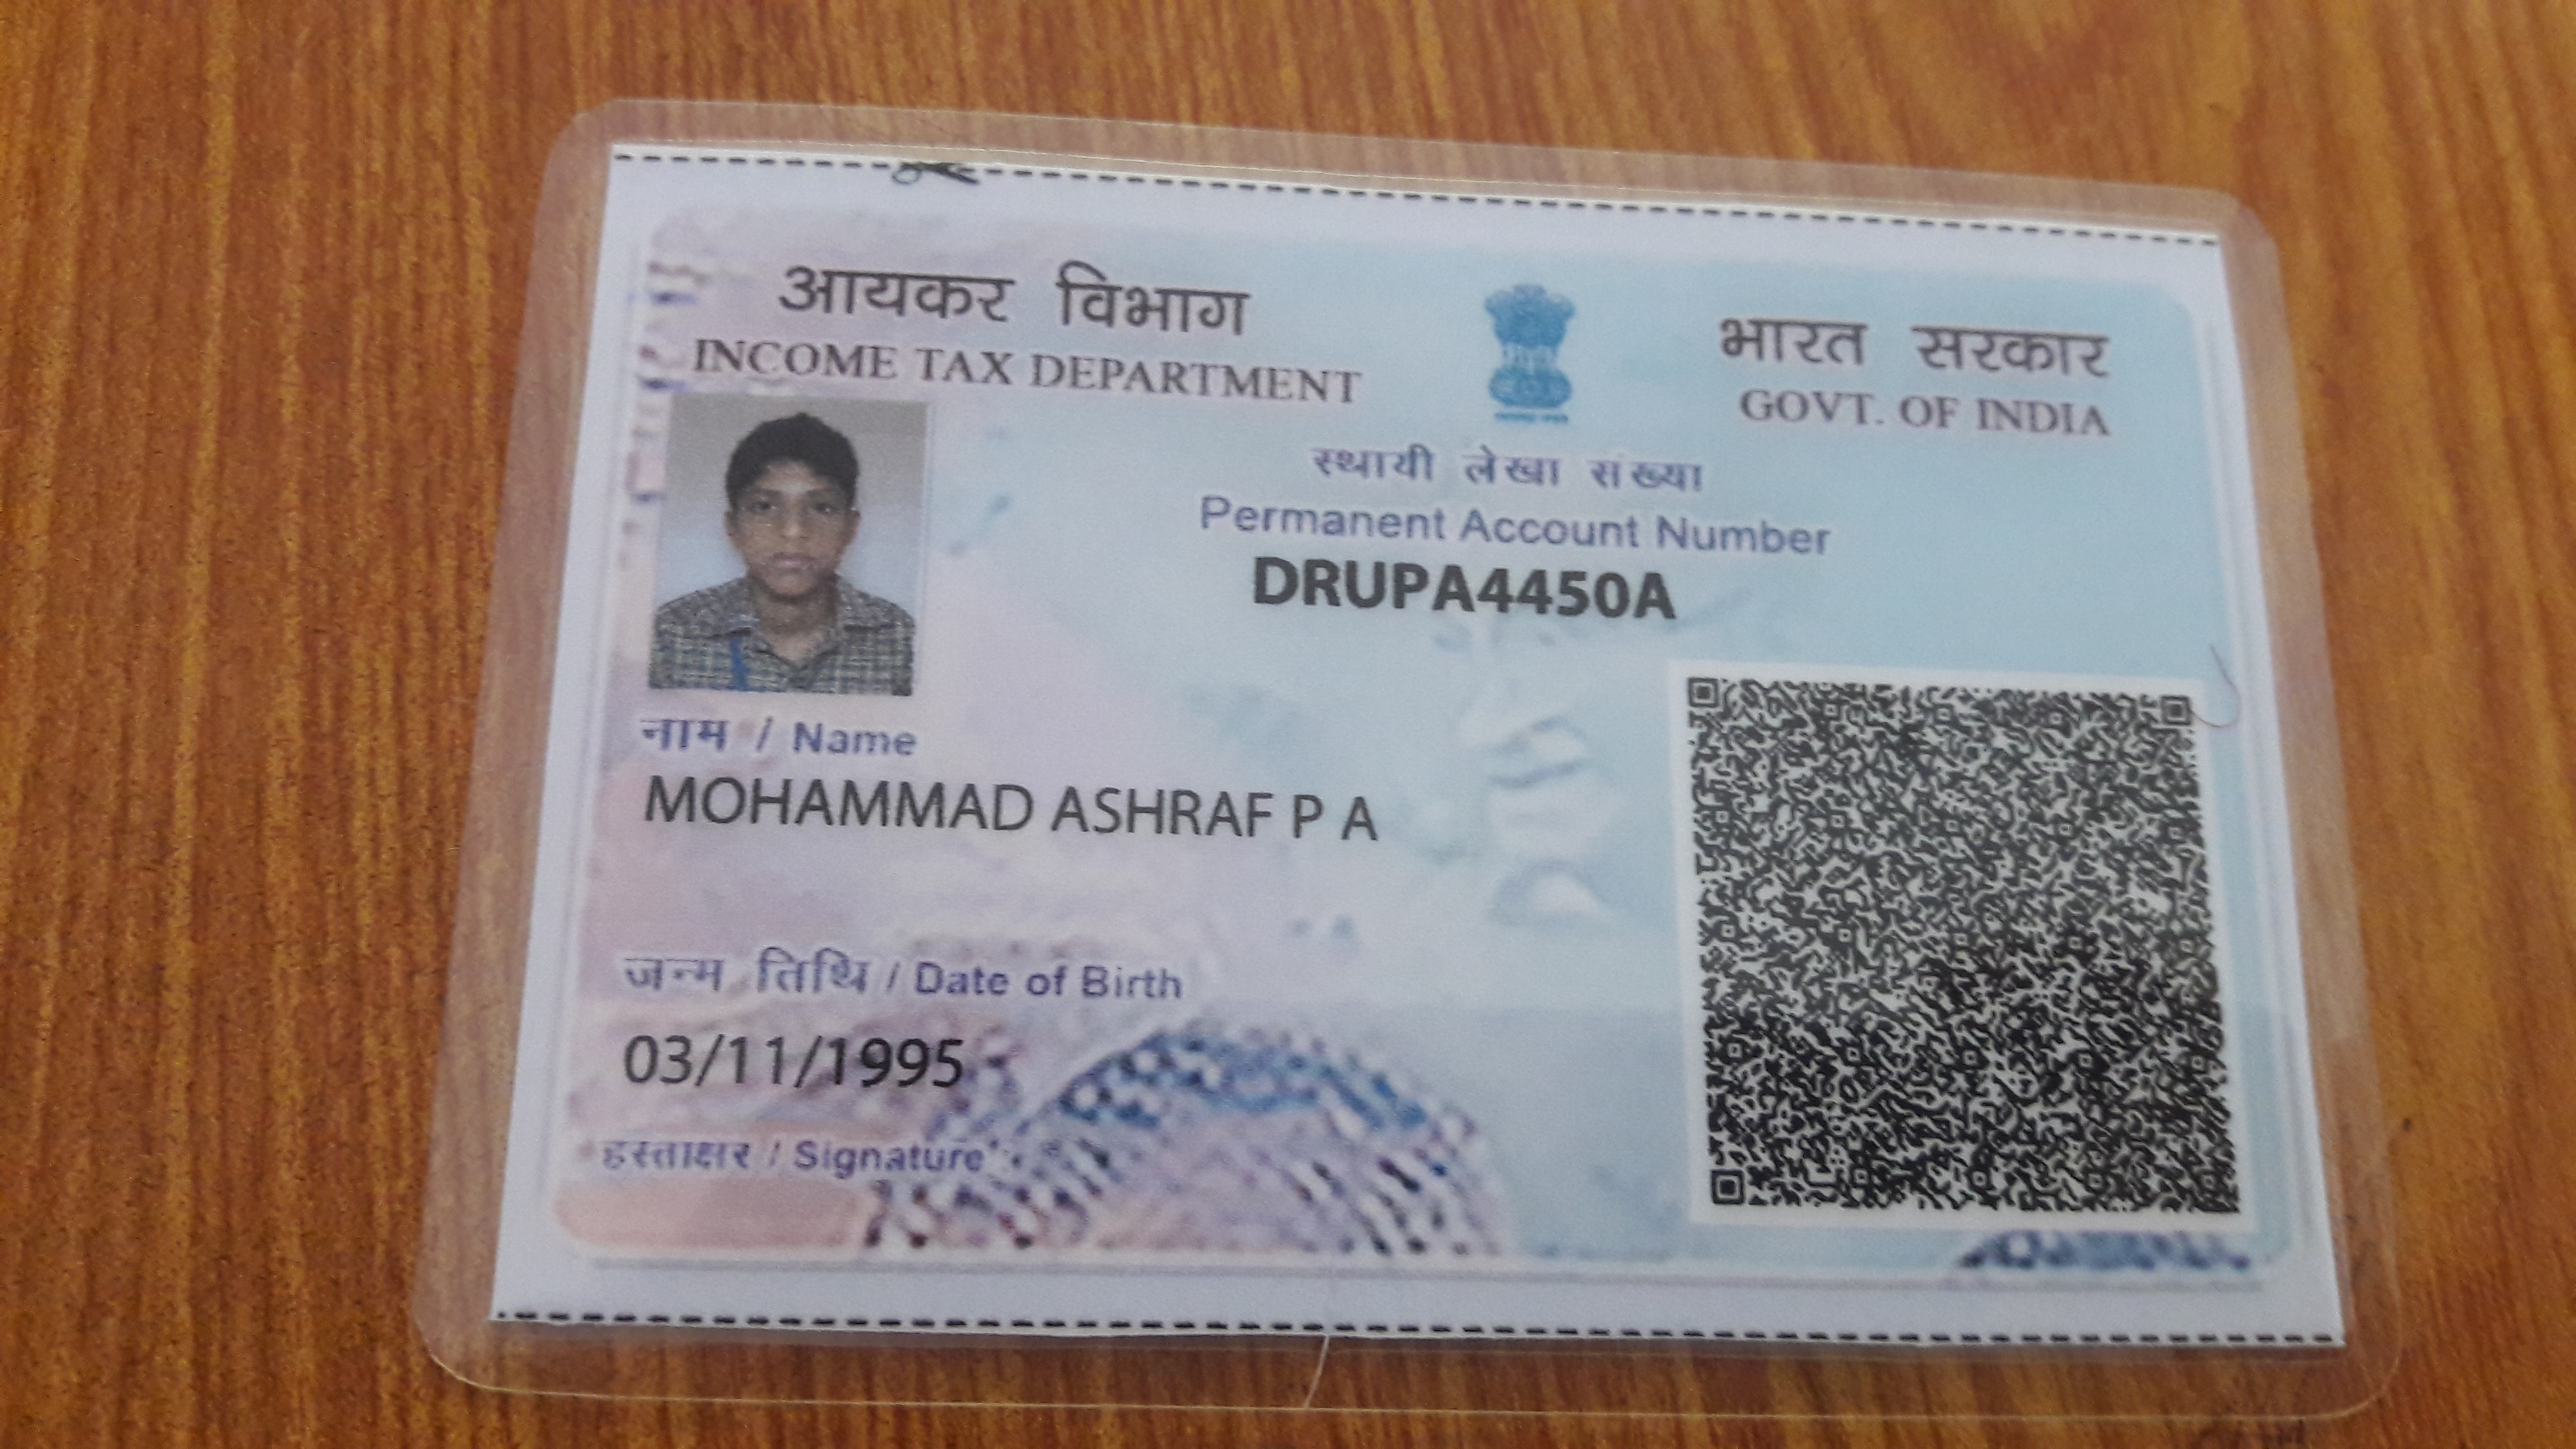 आयकर विभाग
INCOME TAX DEPARTMENT
भारत सरकार
GOVT. OF INDIA
स्थायी लेखा संख्या
Permanent Account Number
DRUPA4450A
नाम / Name
MOHAMMAD ASHRAF P A
जन्म तिथि / Date of Birth
03/11/1995
हस्ताक्षर / Signature